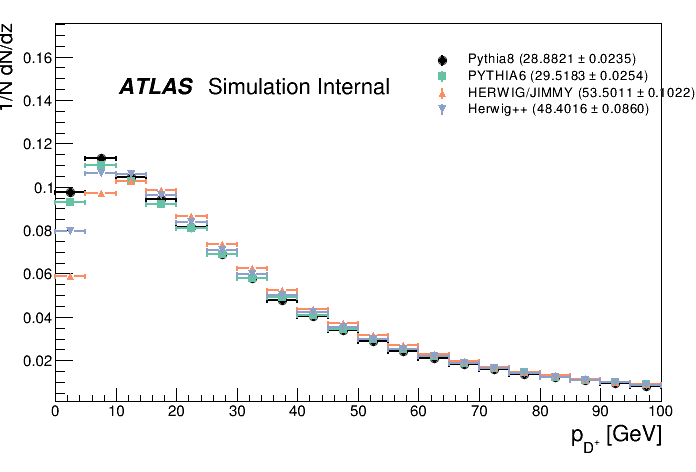 1/N dN/dz
0.16
0.14
0.12
0.1
0.08
0.06
0.04
0.02
ATLAS Simulation Internal
Pythia8 (28.8821 ± 0.0235)
PYTHIA6 (29.5183 ± 0.0254)
HERWIG/JIMMY (53.5011 ± 0.1022)
Herwig++ (48.4016 ± 0.0860)
0 10 20 30 40 50 60 70 80 90 100
p_D⁺ [GeV]